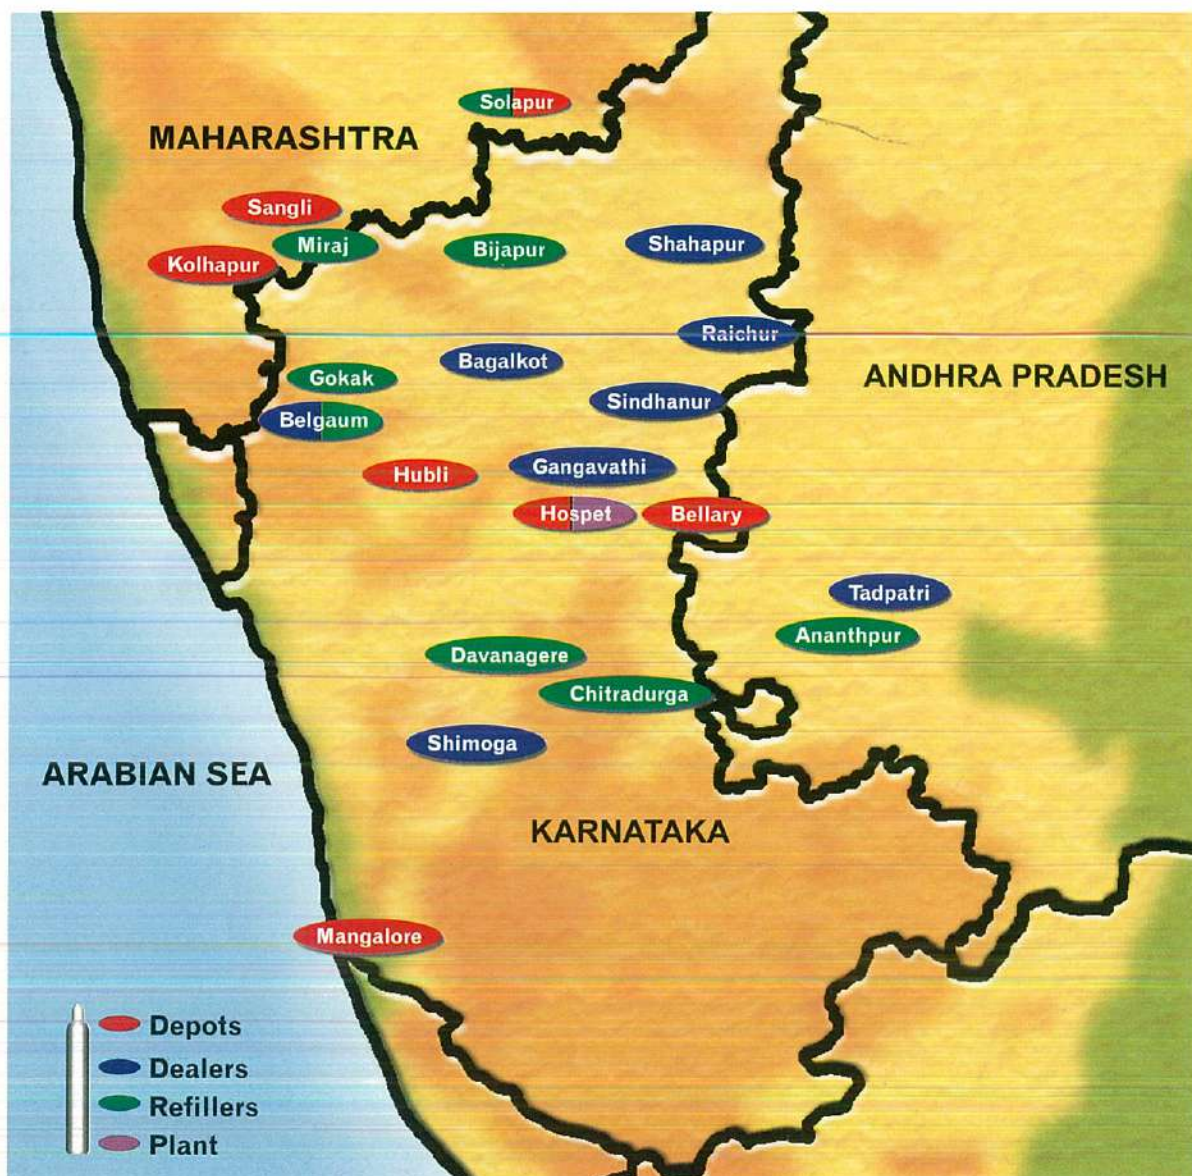 Solapur
MAHARASHTRA
Sangli
Miraj
Bijapur
Shahapur
Kolhapur
Raichur
Bagalkot
Gokak
ANDHRA PRADESH
Sindhanur
Belgaum
Gangavathi
Hubli
Hospet
Bellary
Tadpatri
Ananthpur
Davanagere
Chitradurga
Shimoga
ARABIAN SEA
KARNATAKA
Mangalore
Depots
Dealers
Refillers
Plant